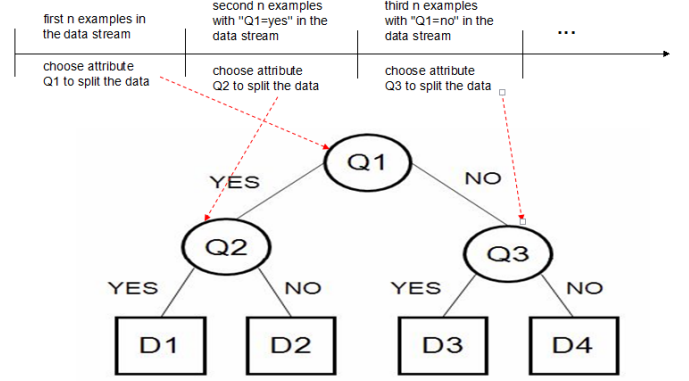 first n examples in
the data stream
second n examples
with "Q1=yes" in the
data stream
third n examples
with "Q1=no" in the
data stream
...
choose attribute
Q1 to split the data
choose attribute
Q2 to split the data
choose attribute
Q3 to split the data
Q1
YES
NO
Q2
Q3
YES
NO
YES
NO
D1
D2
D3
D4